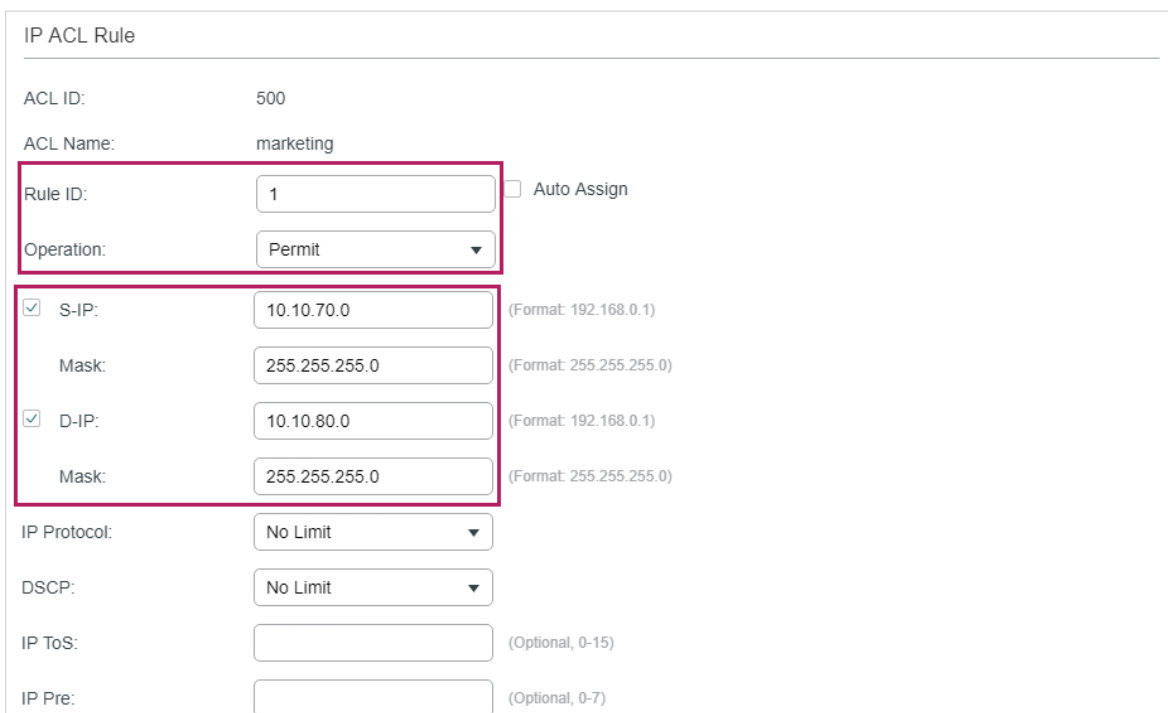 IP ACL Rule
ACL ID: 500
ACL Name: marketing
Rule ID: 1 Auto Assign
Operation: Permit
S-IP: 10.10.70.0 (Format: 192.168.0.1)
Mask: 255.255.255.0 (Format: 255.255.255.0)
D-IP: 10.10.80.0 (Format: 192.168.0.1)
Mask: 255.255.255.0 (Format: 255.255.255.0)
IP Protocol: No Limit
DSCP: No Limit
IP ToS: (Optional, 0-15)
IP Pre: (Optional, 0-7)